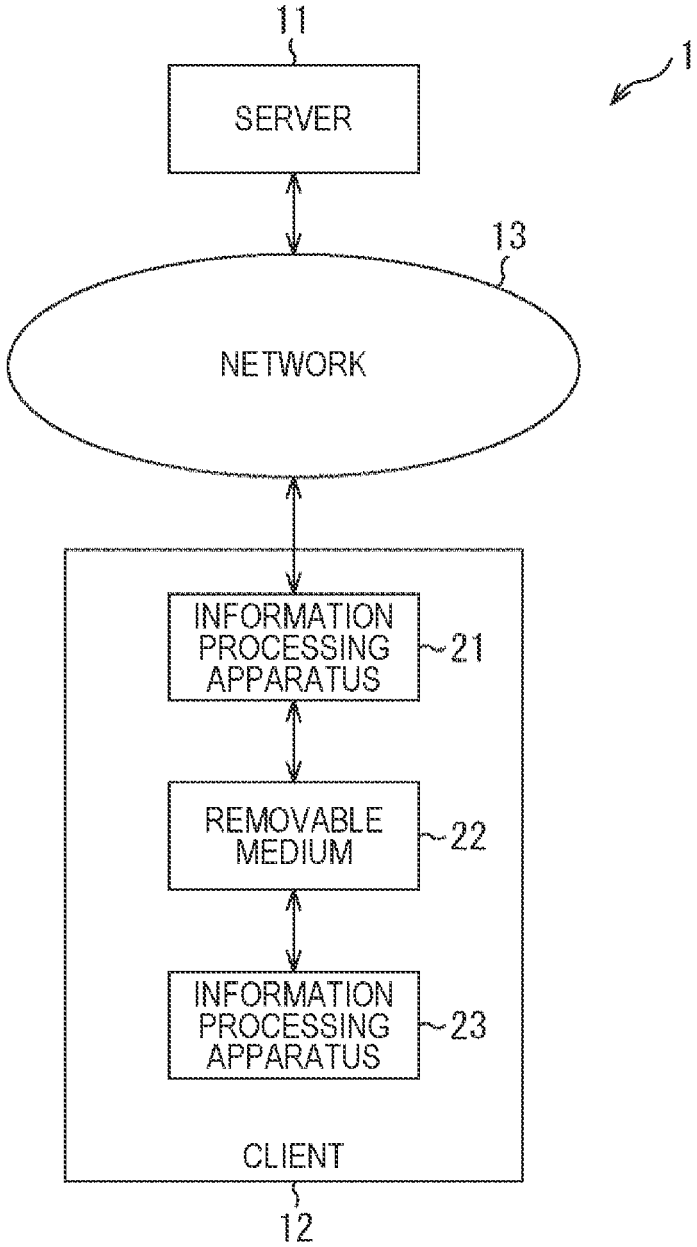 11
1
SERVER
13
NETWORK
INFORMATION
PROCESSING
APPARATUS
21
REMOVABLE
MEDIUM
22
INFORMATION
PROCESSING
APPARATUS
23
CLIENT
12